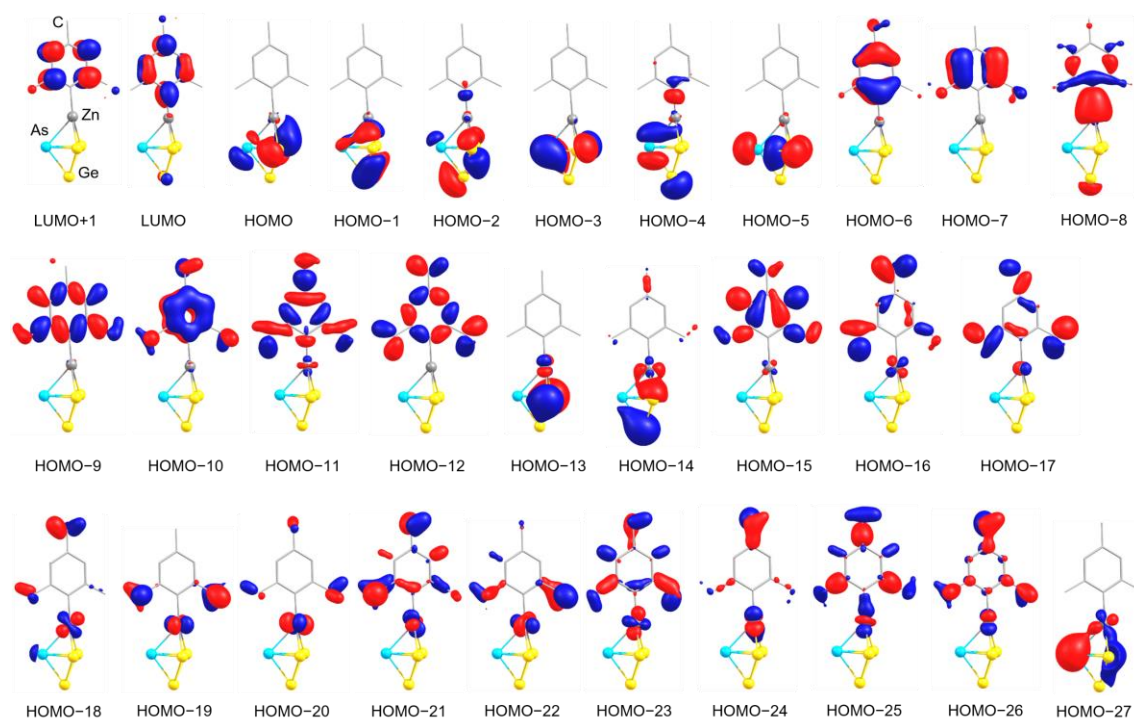 C
Zn
As
Ge
LUMO+1 LUMO HOMO HOMO−1 HOMO−2 HOMO−3 HOMO−4 HOMO−5 HOMO−6 HOMO−7 HOMO−8
HOMO−9 HOMO−10 HOMO−11 HOMO−12 HOMO−13 HOMO−14 HOMO−15 HOMO−16 HOMO−17
HOMO−18 HOMO−19 HOMO−20 HOMO−21 HOMO−22 HOMO−23 HOMO−24 HOMO−25 HOMO−26 HOMO−27